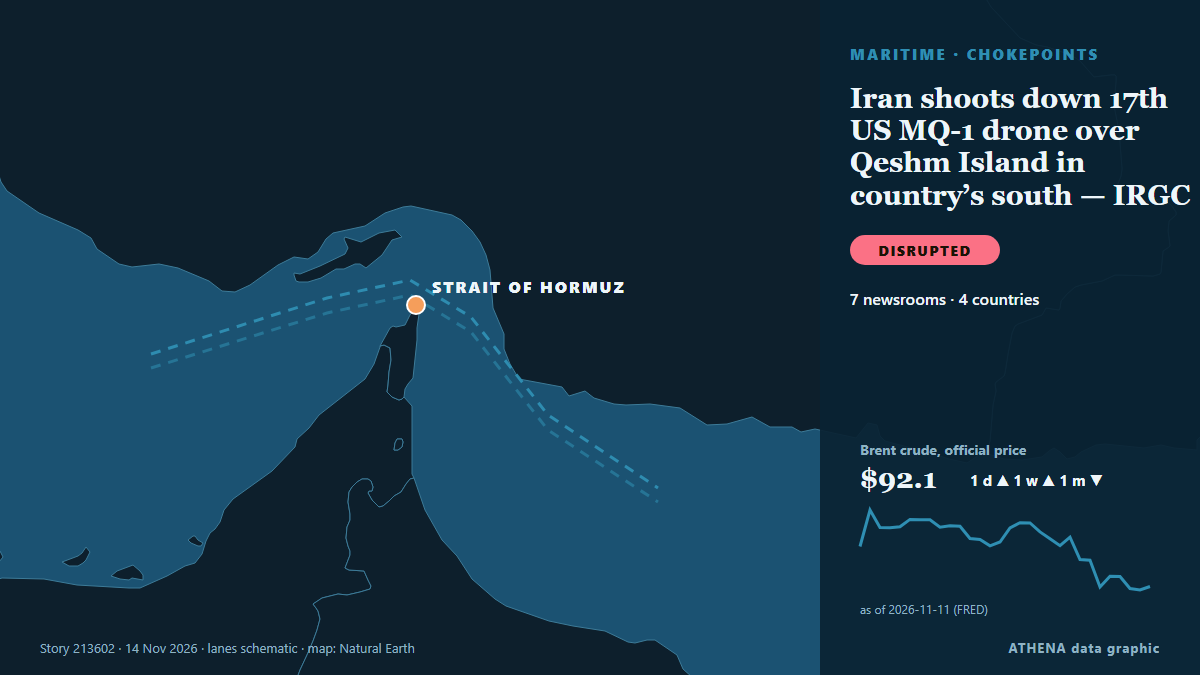 MARITIME · CHOKEPOINTS
Iran shoots down 17th
US MQ-1 drone over
Qeshm Island in
country’s south — IRGC
DISRUPTED
7 newsrooms · 4 countries
STRAIT OF HORMUZ
Brent crude, official price
$92.1 1 d ▲ 1 w ▲ 1 m ▼
as of 2026-11-11 (FRED)
Story 213602 · 14 Nov 2026 · lanes schematic · map: Natural Earth
ATHENA data graphic